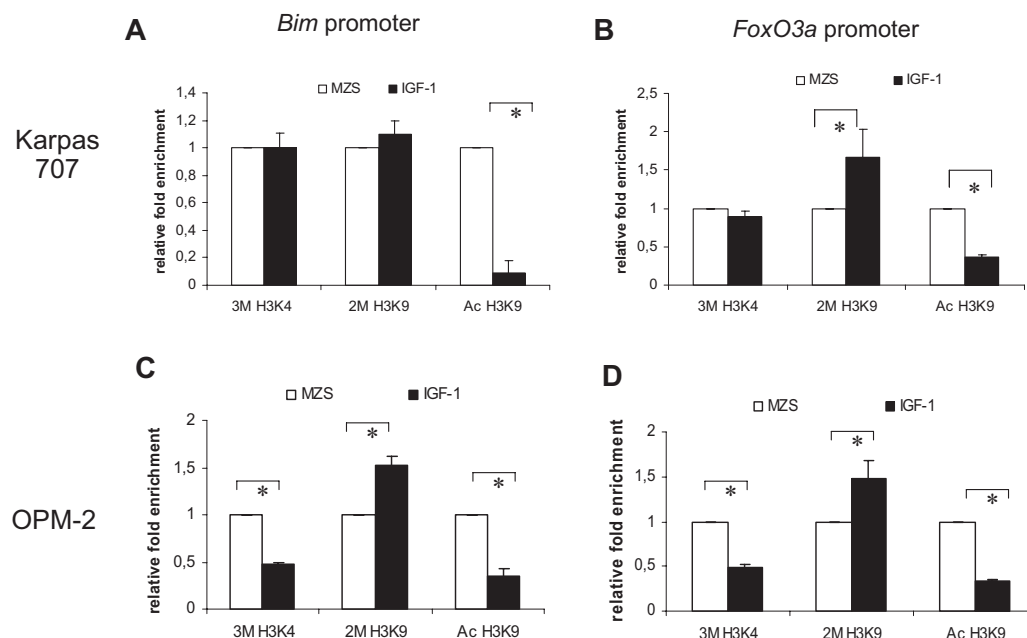 A
Bim promoter
B
FoxO3a promoter
Karpas
707
MZS IGF-1
relative fold enrichment
1,4
1,2
1
0,8
0,6
0,4
0,2
0
*
3M H3K4 2M H3K9 Ac H3K9
MZS IGF-1
relative fold enrichment
2,5
2
1,5
1
0,5
0
*
*
3M H3K4 2M H3K9 Ac H3K9
OPM-2
C
MZS IGF-1
relative fold enrichment
2
1,5
1
0,5
0
*
*
*
3M H3K4 2M H3K9 Ac H3K9
D
MZS IGF-1
relative fold enrichment
2
1,5
1
0,5
0
*
*
*
3M H3K4 2M H3K9 Ac H3K9